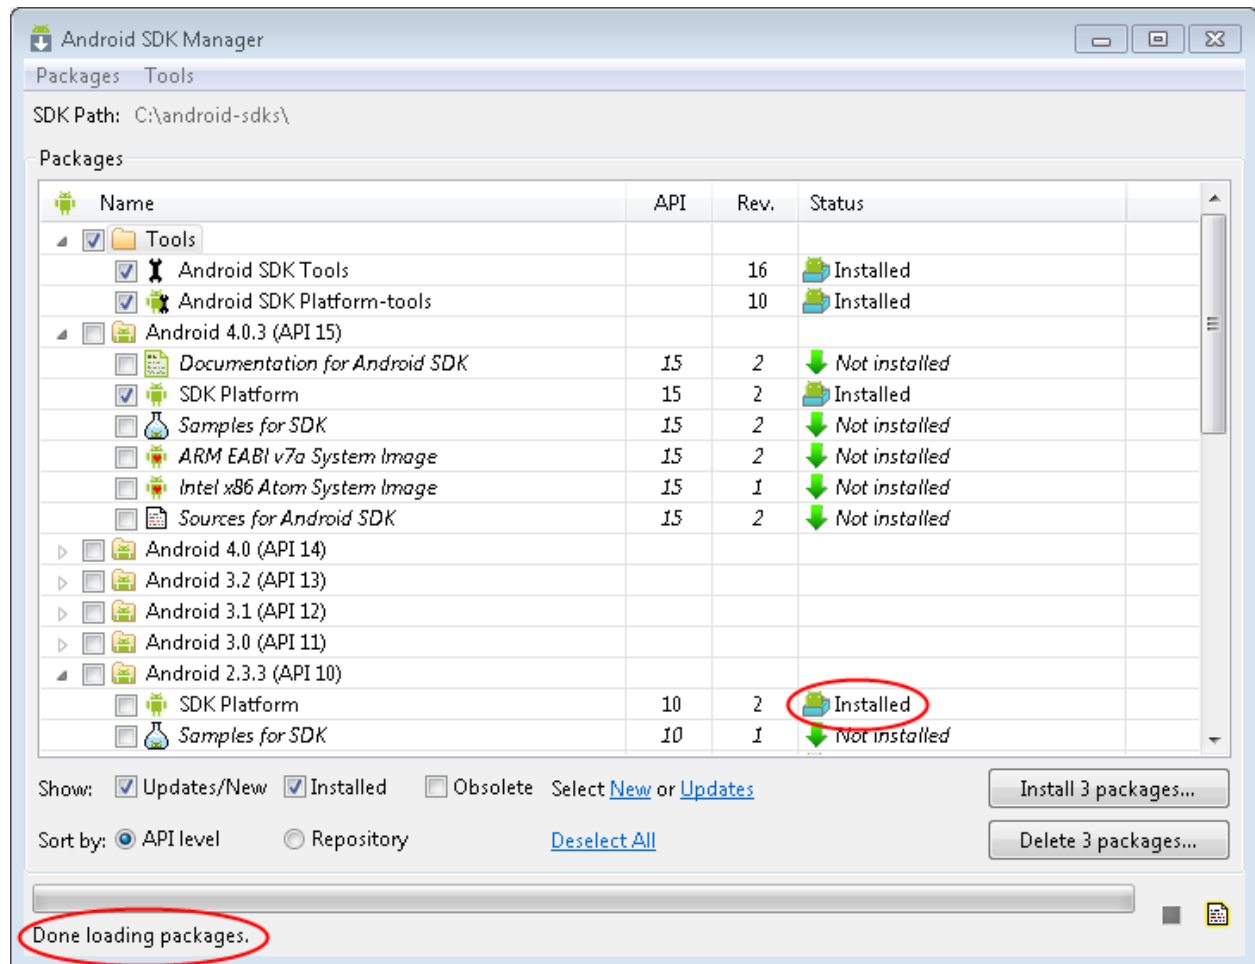 Android SDK Manager
Packages Tools
SDK Path: C:\android-sdks\
Packages
Name API Rev. Status
Tools
Android SDK Tools 16 Installed
Android SDK Platform-tools 10 Installed
Android 4.0.3 (API 15)
Documentation for Android SDK 15 2 Not installed
SDK Platform 15 2 Installed
Samples for SDK 15 2 Not installed
ARM EABI v7a System Image 15 2 Not installed
Intel x86 Atom System Image 15 1 Not installed
Sources for Android SDK 15 2 Not installed
Android 4.0 (API 14)
Android 3.2 (API 13)
Android 3.1 (API 12)
Android 3.0 (API 11)
Android 2.3.3 (API 10)
SDK Platform 10 2 Installed
Samples for SDK 10 1 Not installed
Show: Updates/New Installed Obsolete Select New or Updates Install 3 packages...
Sort by: API level Repository Deselect All Delete 3 packages...
Done loading packages.